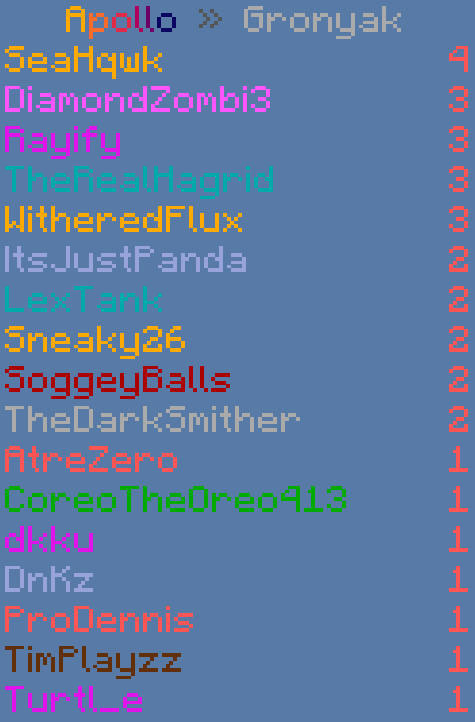 Apollo » Gronyak
SeaHqwk 4
DiamondZombi3 3
Rayify 3
TheRealHagrid 3
WitheredFlux 3
ItsJustPanda 2
LexTank 2
Sneaky26 2
SoggeyBalls 2
TheDarkSmither 2
AtreZero 1
CoreoTheOreo413 1
dkku 1
DnKz 1
ProDennis 1
TimPlayzz 1
Turtl_e 1